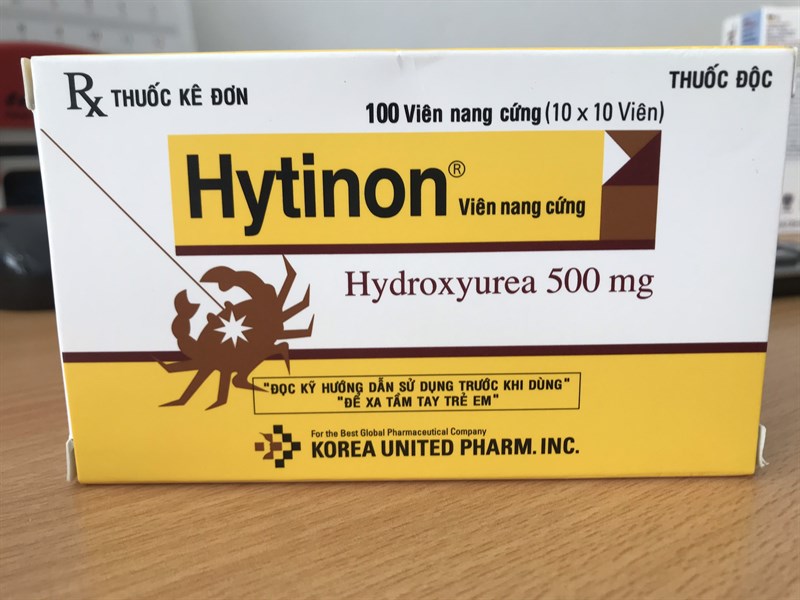 Rx THUỐC KÊ ĐƠN
THUỐC ĐỘC
100 Viên nang cứng (10 x 10 Viên)
Hytinon® Viên nang cứng
Hydroxyurea 500 mg
"ĐỌC KỸ HƯỚNG DẪN SỬ DỤNG TRƯỚC KHI DÙNG"
"ĐỂ XA TẦM TAY TRẺ EM"
For the Best Global Pharmaceutical Company
KOREA UNITED PHARM. INC.